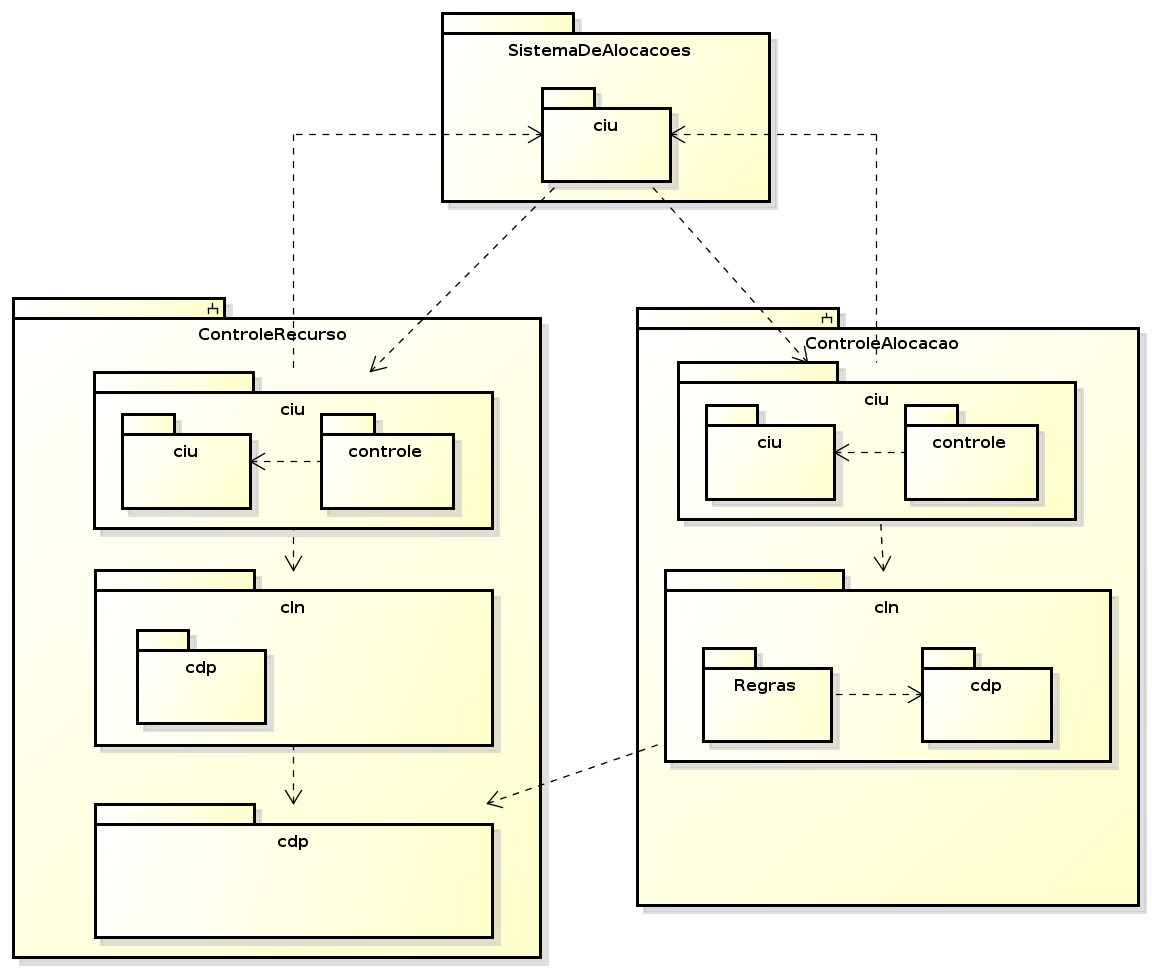 SistemaDeAlocacoes
ciu
ControleRecurso
ciu
ciu
controle
cln
cdp
cdp
ControleAlocacao
ciu
ciu
controle
cln
Regras
cdp